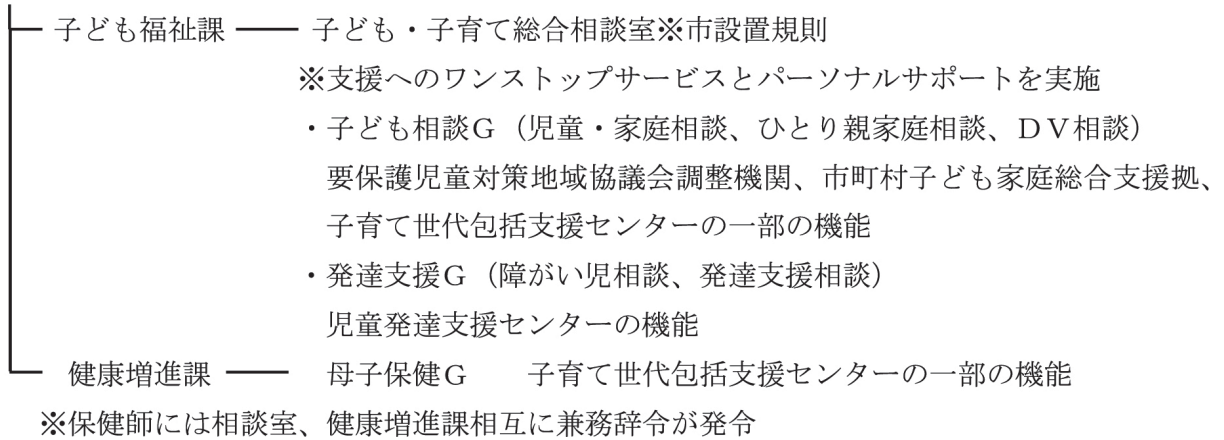 子ども福祉課 子ども・子育て総合相談室※市設置規則
※支援へのワンストップサービスとパーソナルサポートを実施
・子ども相談G（児童・家庭相談、ひとり親家庭相談、DV相談）
要保護児童対策地域協議会調整機関、市町村子ども家庭総合支援拠、
子育て世代包括支援センターの一部の機能
・発達支援G（障がい児相談、発達支援相談）
児童発達支援センターの機能
健康増進課 母子保健G 子育て世代包括支援センターの一部の機能
※保健師には相談室、健康増進課相互に兼務辞令が発令